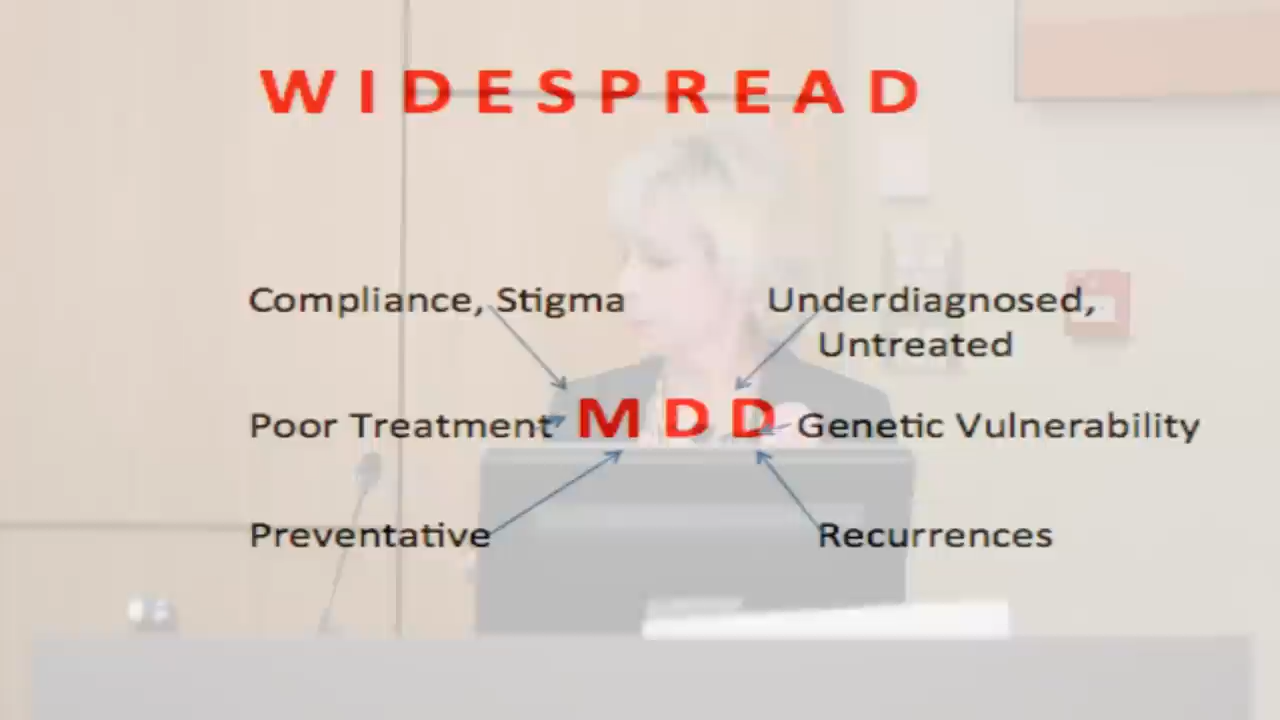 WIDESPREAD
Compliance, Stigma
Underdiagnosed,
Untreated
Poor Treatment
MDD
Genetic Vulnerability
Preventative
Recurrences